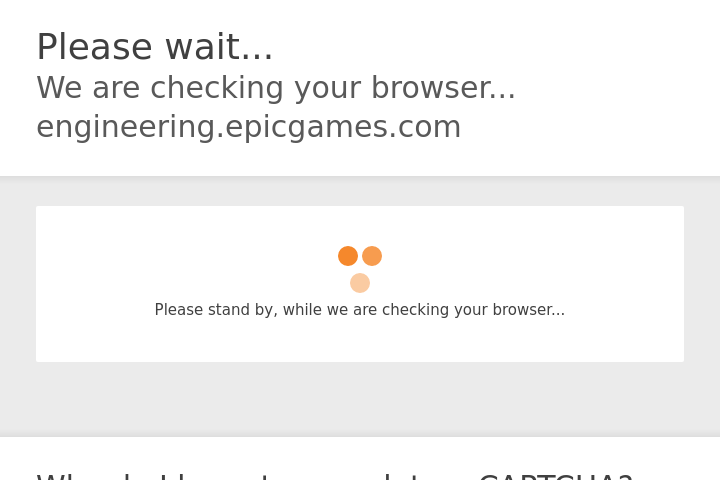 Please wait...
We are checking your browser...
engineering.epicgames.com
Please stand by, while we are checking your browser...
CAPTCHA?